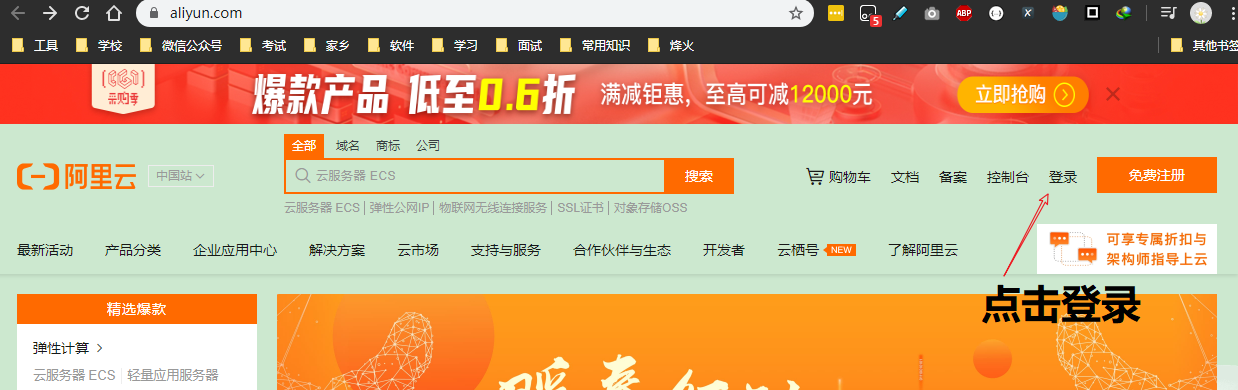 aliyun.com
ABP
5
工具 学校 微信公众号 考试 家乡 软件 学习 面试 常用知识 烽火 其他书签
采购季 爆款产品 低至0.6折 满减钜惠，至高可减12000元 立即抢购
全部 域名 商标 公司
阿里云 中国站 云服务器 ECS 搜索 购物车 文档 备案 控制台 登录 免费注册
云服务器 ECS | 弹性公网IP | 物联网无线连接服务 | SSL证书 | 对象存储OSS
最新活动 产品分类 企业应用中心 解决方案 云市场 支持与服务 合作伙伴与生态 开发者 云栖号 NEW 了解阿里云
可享专属折扣与
架构师指导上云
点击登录
精选爆款
弹性计算 >
云服务器 ECS | 轻量应用服务器